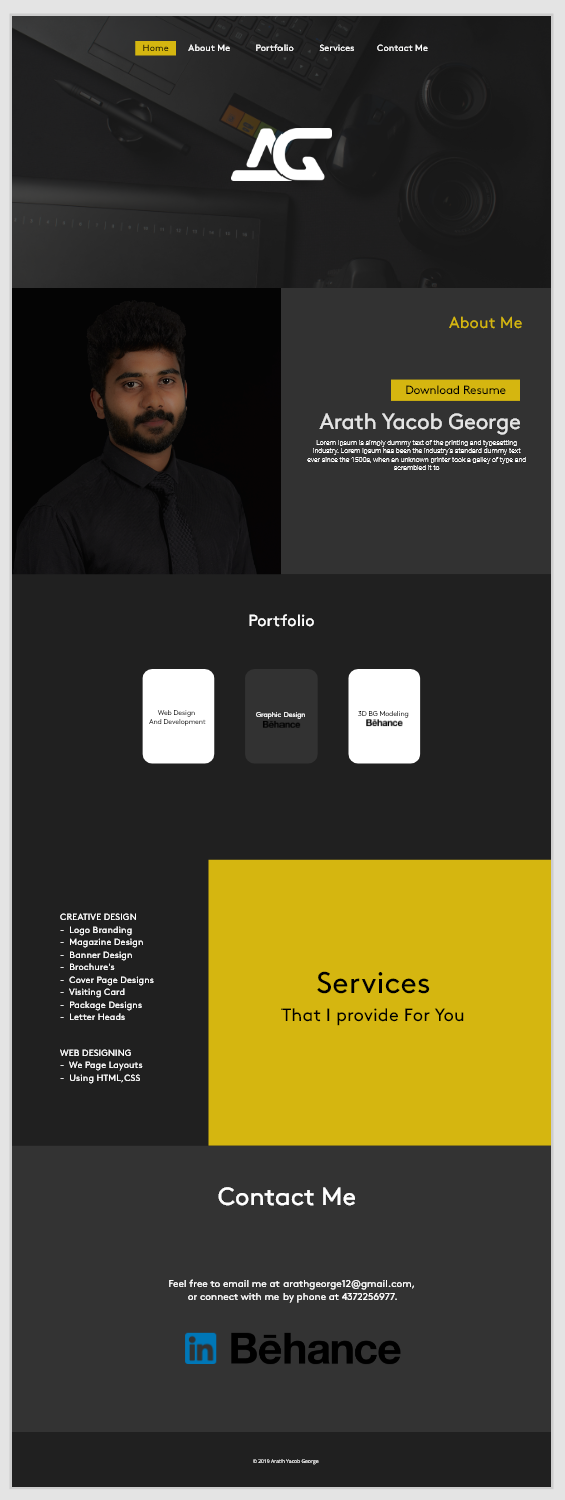 Home About Me Portfolio Services Contact Me
AG
About Me
Download Resume
Arath Yacob George
Lorem Ipsum is simply dummy text of the printing and typesetting
industry. Lorem Ipsum has been the industry's standard dummy text
ever since the 1500s, when an unknown printer took a galley of type and
scrambled it to
Portfolio
Web Design
And Development
Graphic Design
Bēhance
3D BG Modeling
Bēhance
CREATIVE DESIGN
- Logo Branding
- Magazine Design
- Banner Design
- Brochure's
- Cover Page Designs
- Visiting Card
- Package Designs
- Letter Heads
WEB DESIGNING
- We Page Layouts
- Using HTML,CSS
Services
That I provide For You
Contact Me
Feel free to email me at arathgeorge12@gmail.com,
or connect with me by phone at 4372256977.
in Bēhance
© 2019 Arath Yacob George